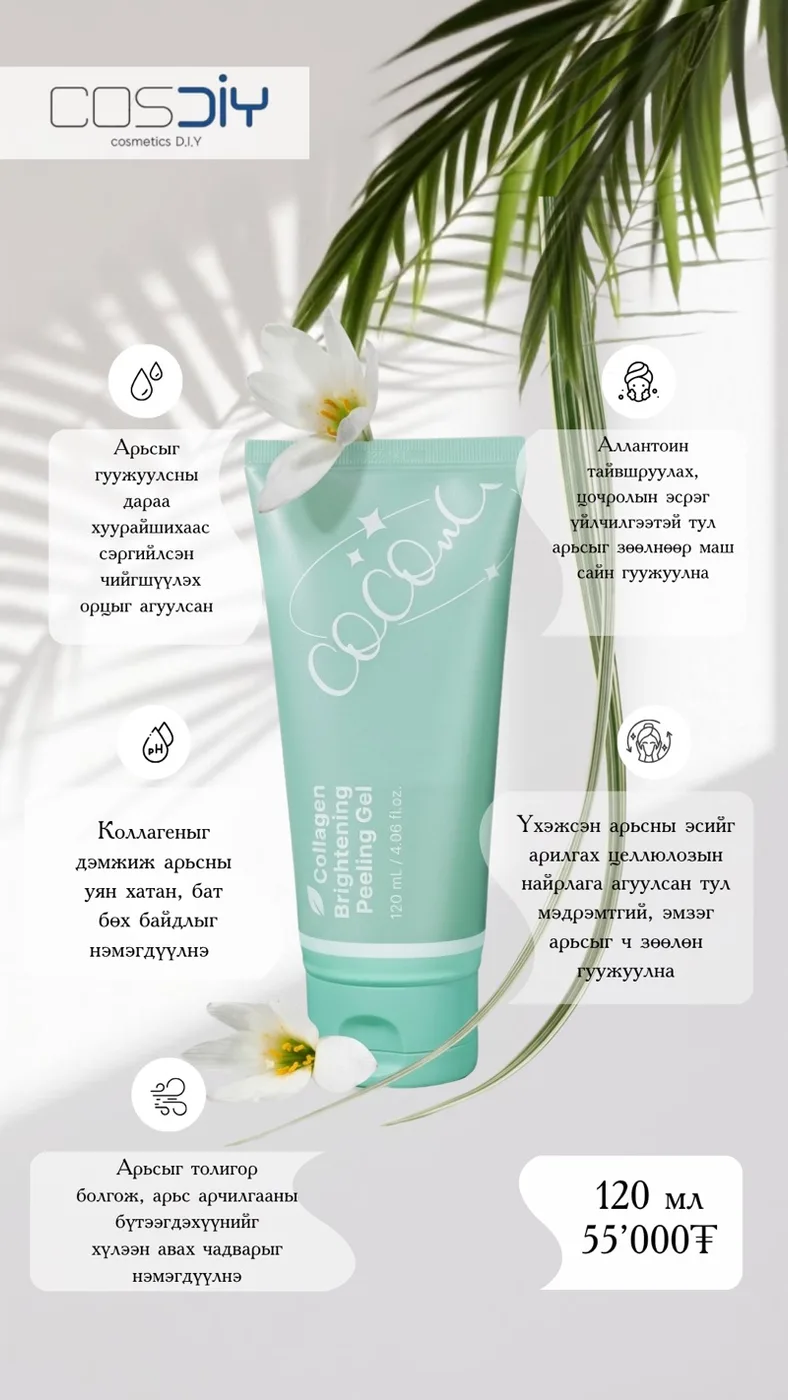 COSDIY
cosmetics D.I.Y
Арьсыг
гуужуулсны
дараа
хуурайшихаас
сэргийлсэн
чийгшүүлэх
орцыг агуулсан
Аллантоин
тайвшруулах,
цочролын эсрэг
үйлчилгээтэй тул
арьсыг зөөлнөөр маш
сайн гуужуулна
COCOnG
Collagen
Brightening
Peeling Gel
120 mL / 4.06 fl.oz.
pH
Коллагеныг
дэмжиж арьсны
уян хатан, бат
бөх байдлыг
нэмэгдүүлнэ
Үхэжсэн арьсны эсийг
арилгах целлюлозын
найрлага агуулсан тул
мэдрэмтгий, эмзэг
арьсыг ч зөөлөн
гуужуулна
Арьсыг толигор
болгож, арьс арчилгааны
бүтээгдэхүүнийг
хүлээн авах чадварыг
нэмэгдүүлнэ
120 мл
55’000₮